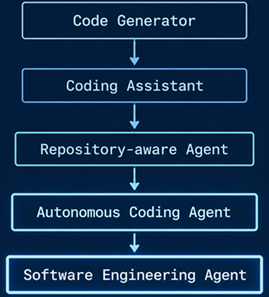 Code Generator
Coding Assistant
Repository-aware Agent
Autonomous Coding Agent
Software Engineering Agent